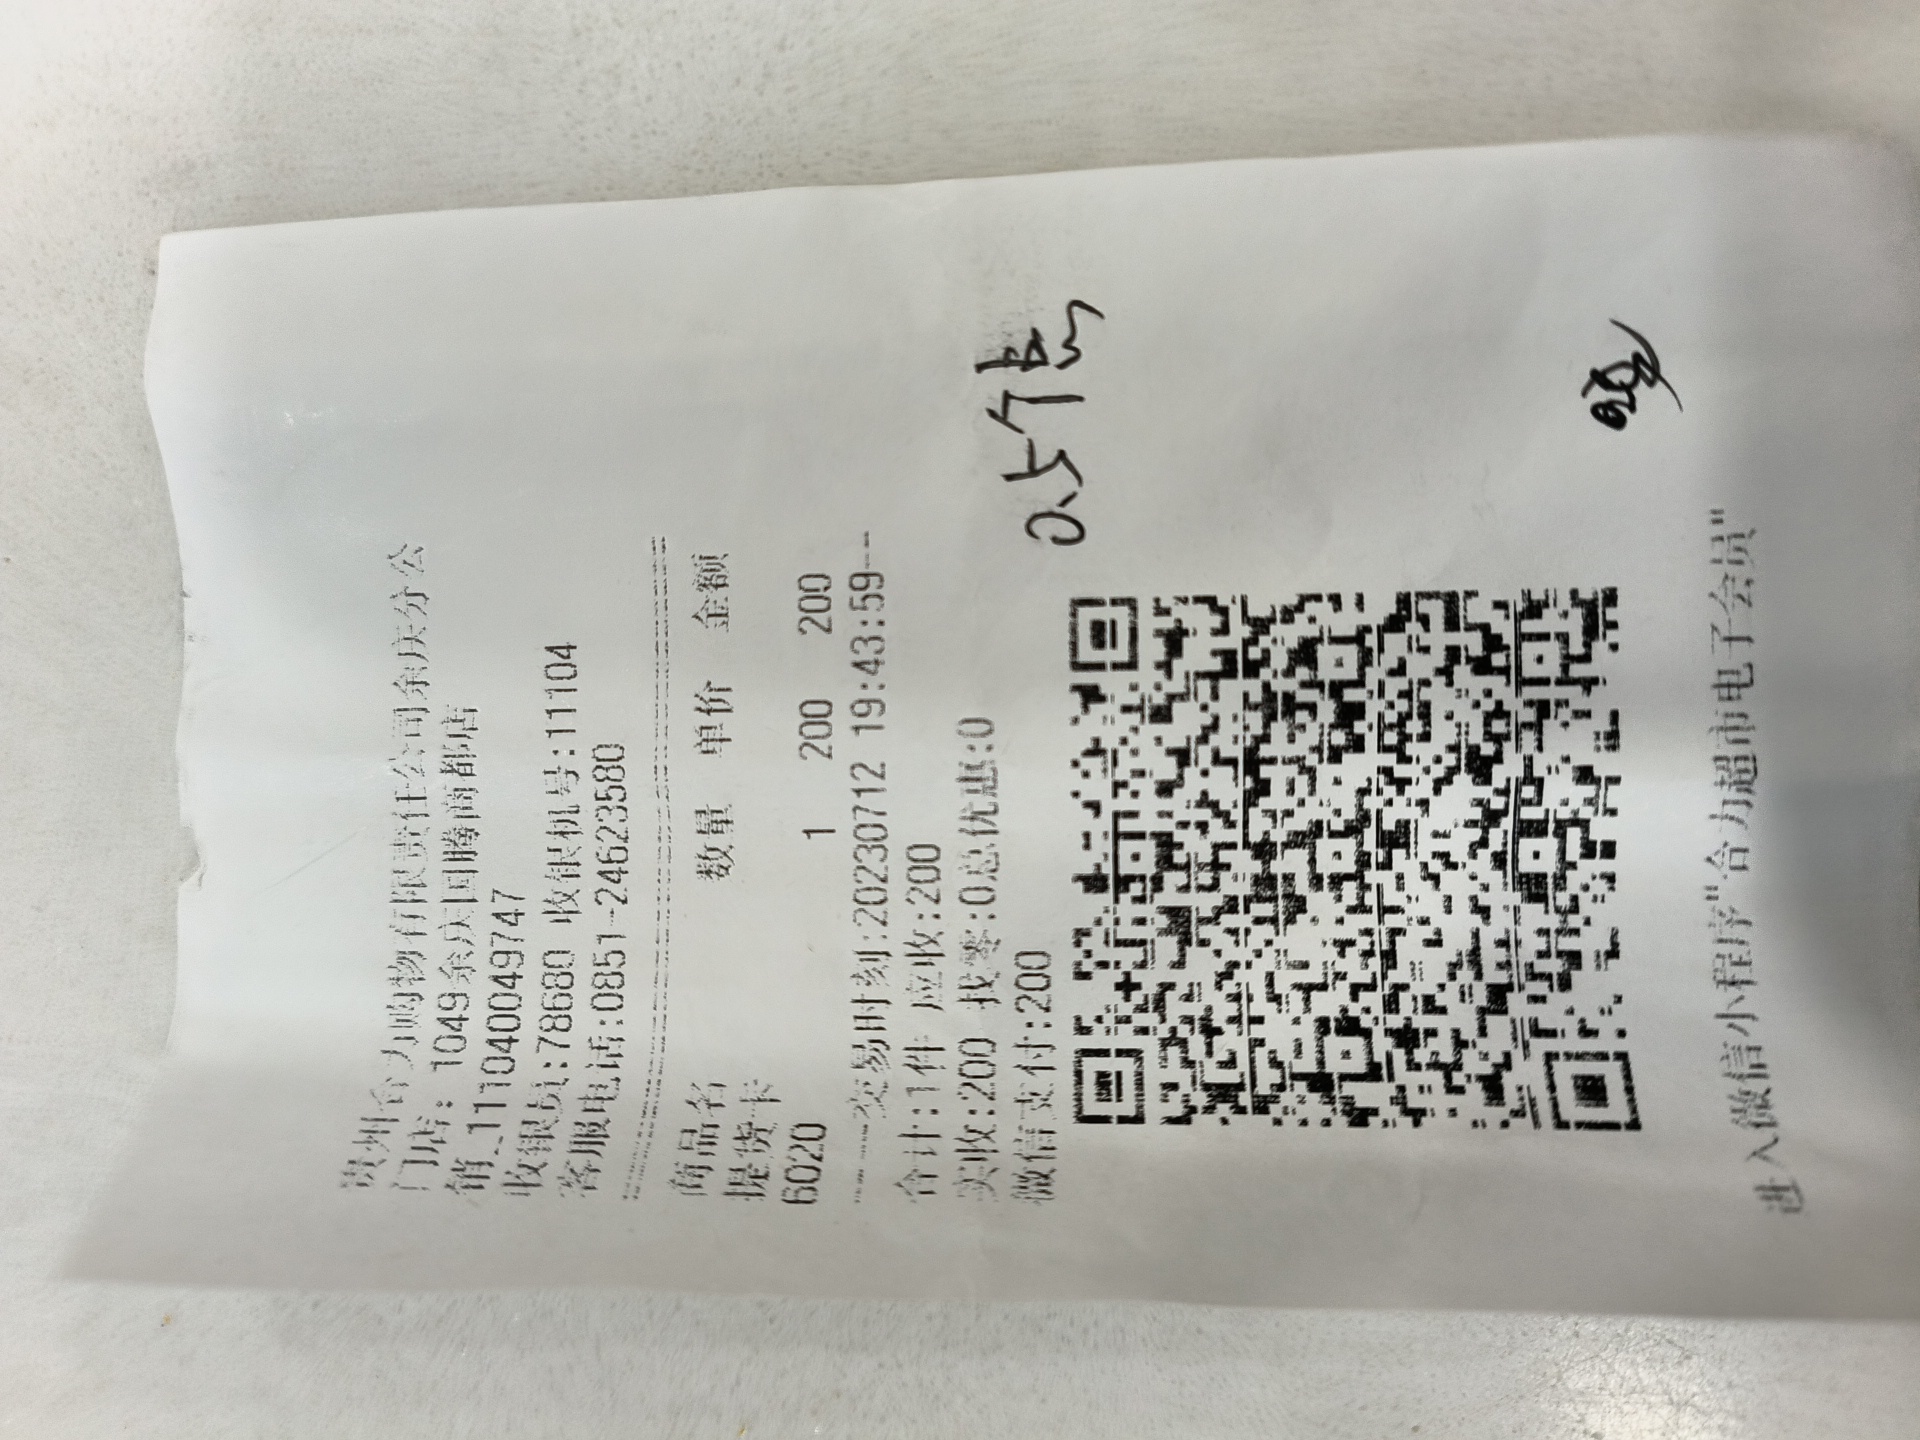 贵州合力购物有限责任公司余庆分公
门店: 1049余庆国腾商都店
销_111040049747
收银员:78680 收银机号:11104
客服电话:0851-24623580
商品名 数量 单价 金额
提货卡
6020 1 200 200
----交易时刻:20230712 19:43:59--
合计:1件 应收:200
实收:200 找零:0总优惠:0
微信支付:200
0.5个点
进入微信小程序"合力超市电子会员"